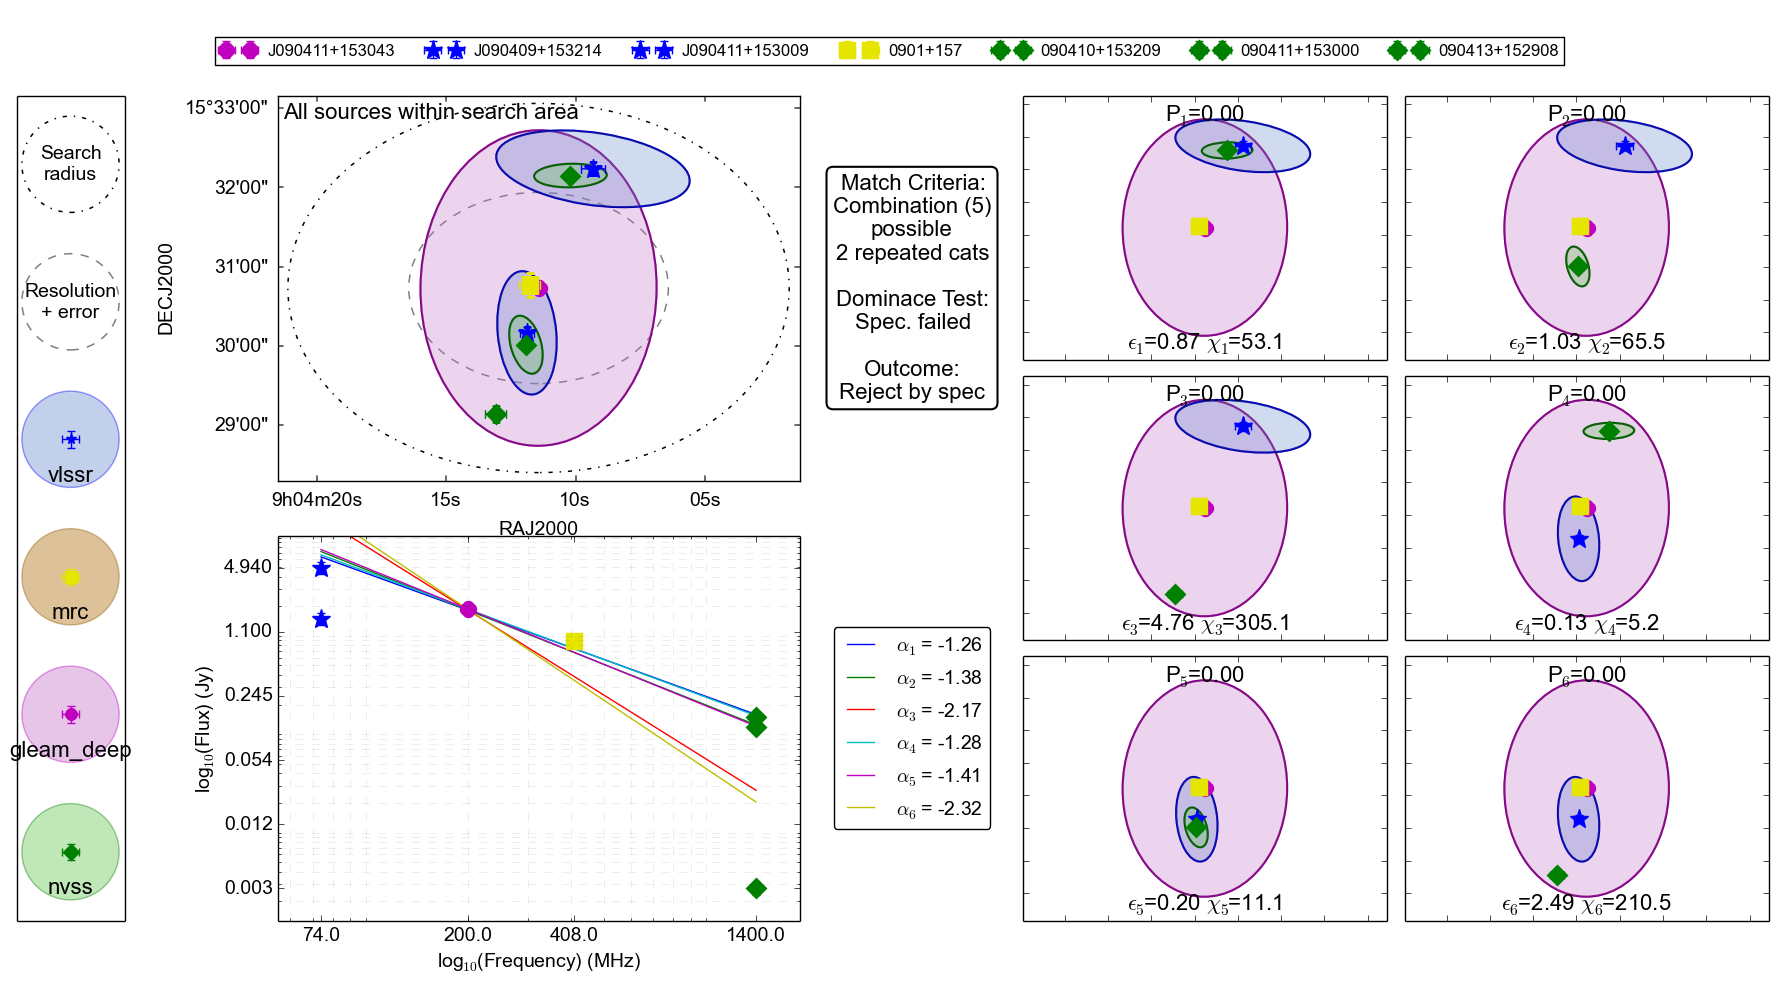 J090411+153043 J090409+153214 J090411+153009 0901+157 090410+153209 090411+153000 090413+152908
Search
radius
Resolution
+ error
vlssr
mrc
gleam_deep
nvss
All sources within search area
DECJ2000
15°33'00"
32'00"
31'00"
30'00"
29'00"
9h04m20s 15s 10s 05s
RAJ2000
log₁₀(Flux) (Jy)
4.940
1.100
0.245
0.054
0.012
0.003
74.0 200.0 408.0 1400.0
log₁₀(Frequency) (MHz)
Match Criteria:
Combination (5)
possible
2 repeated cats
Dominace Test:
Spec. failed
Outcome:
Reject by spec
α₁ = -1.26
α₂ = -1.38
α₃ = -2.17
α₄ = -1.28
α₅ = -1.41
α₆ = -2.32
P₁=0.00
ϵ₁=0.87 χ₁=53.1
P₂=0.00
ϵ₂=1.03 χ₂=65.5
P₃=0.00
ϵ₃=4.76 χ₃=305.1
P₄=0.00
ϵ₄=0.13 χ₄=5.2
P₅=0.00
ϵ₅=0.20 χ₅=11.1
P₆=0.00
ϵ₆=2.49 χ₆=210.5